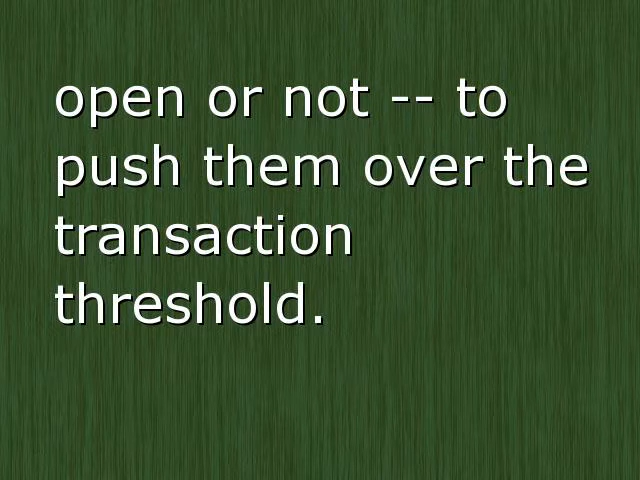 open or not -- to
push them over the
transaction
threshold.